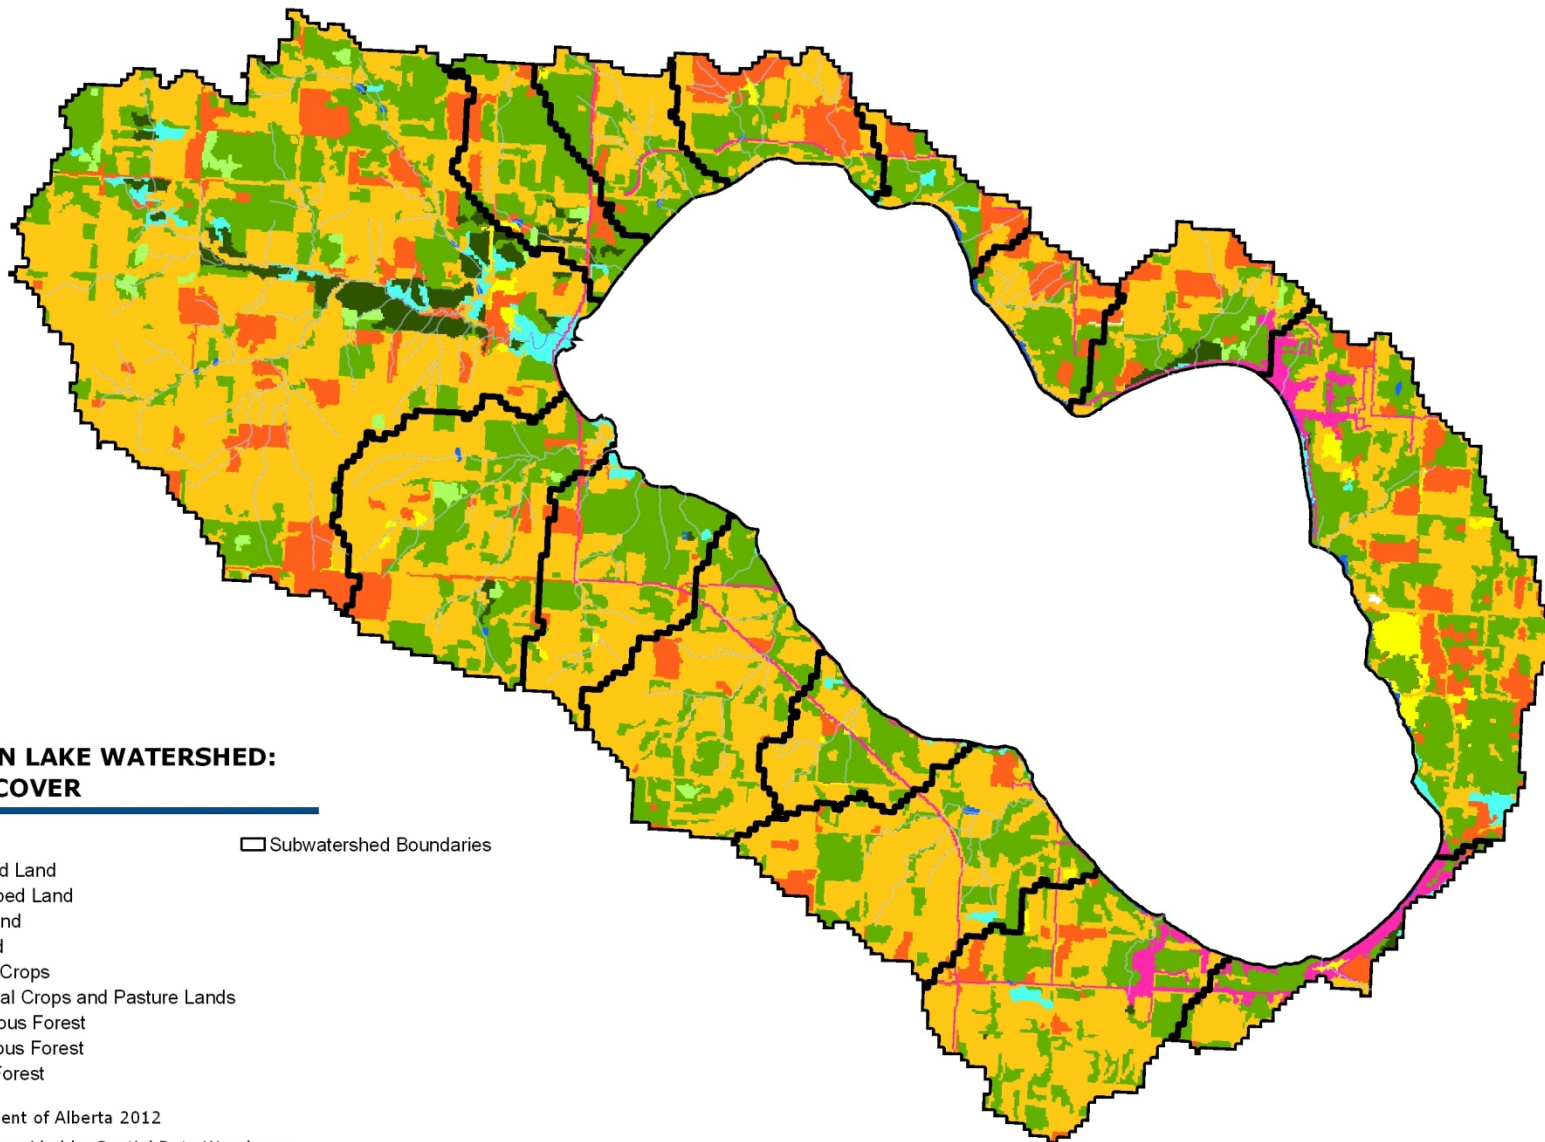 N LAKE WATERSHED:
COVER
Subwatershed Boundaries
d Land
ped Land
and
d
Crops
al Crops and Pasture Lands
ous Forest
ous Forest
Forest
ent of Alberta 2012